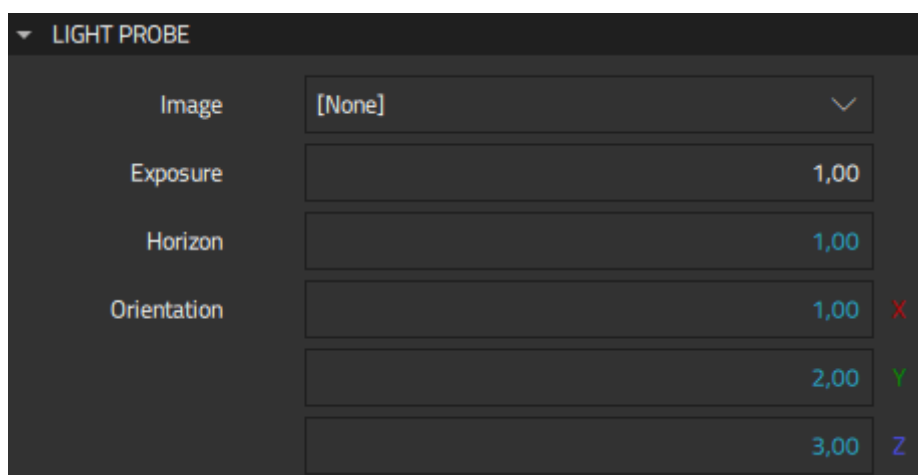 LIGHT PROBE
Image [None]
Exposure 1,00
Horizon 1,00
Orientation 1,00 X
2,00 Y
3,00 Z